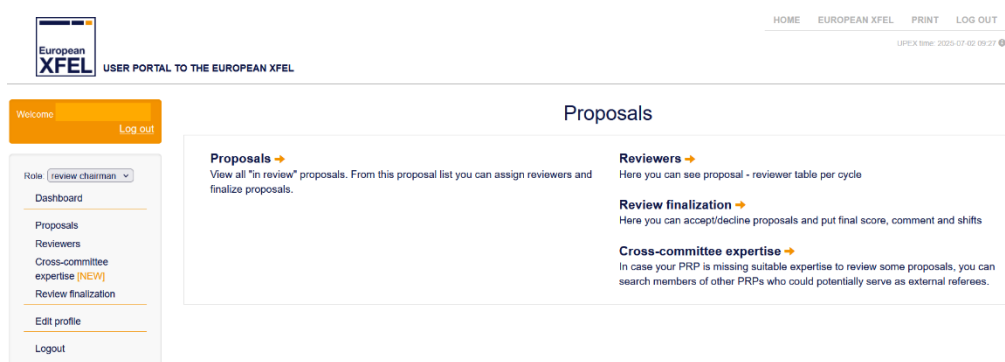 HOME EUROPEAN XFEL PRINT LOG OUT
UPEX time: 2025-07-02 09:27
European
XFEL
USER PORTAL TO THE EUROPEAN XFEL
Welcome
Log out
Proposals
Role: review chairman
Dashboard
Proposals
Reviewers
Cross-committee
expertise [NEW]
Review finalization
Edit profile
Logout
Proposals
View all "in review" proposals. From this proposal list you can assign reviewers and
finalize proposals.
Reviewers
Here you can see proposal - reviewer table per cycle
Review finalization
Here you can accept/decline proposals and put final score, comment and shifts
Cross-committee expertise
In case your PRP is missing suitable expertise to review some proposals, you can
search members of other PRPs who could potentially serve as external referees.